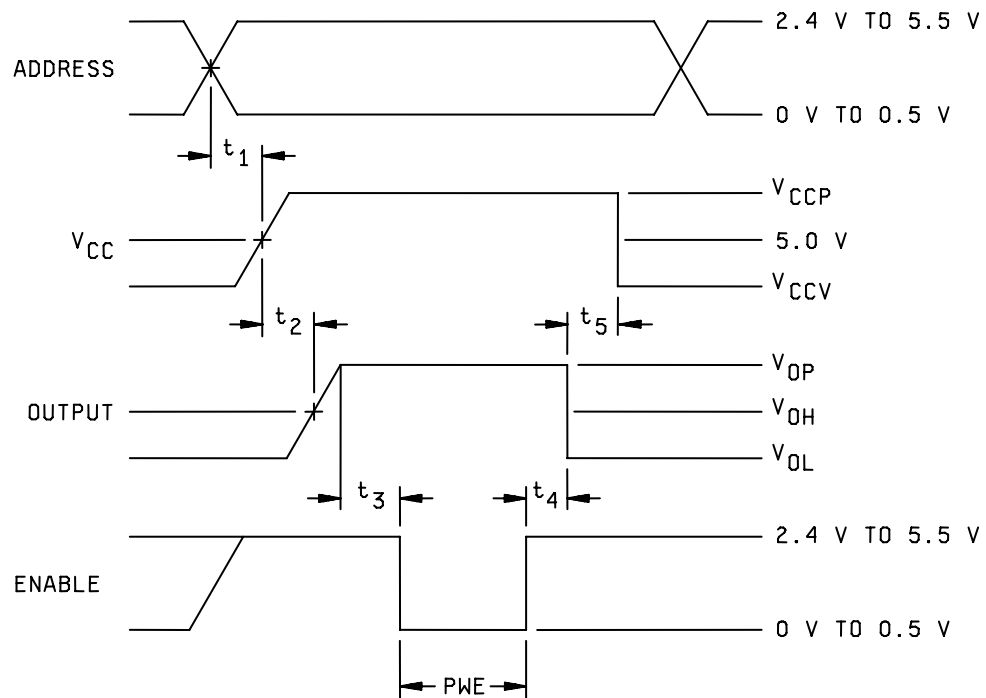 2.4 V TO 5.5 V
ADDRESS
0 V TO 0.5 V
t1
VCCP
VCC
5.0 V
VCCV
t2
t5
VOP
OUTPUT
VOH
VOL
t3
t4
2.4 V TO 5.5 V
ENABLE
0 V TO 0.5 V
PWE